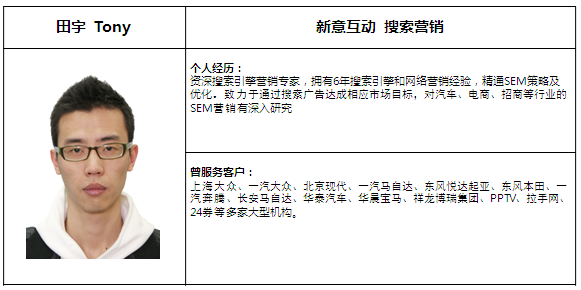 田宇 Tony
新意互动 搜索营销
个人经历：
资深搜索引擎营销专家，拥有6年搜索引擎和网络营销经验，精通SEM策略及
优化。致力于通过搜索广告达成相应市场目标，对汽车、电商、招商等行业的
SEM营销有深入研究
曾服务客户：
上海大众、一汽大众、北京现代、一汽马自达、东风悦达起亚、东风本田、一
汽奔腾、长安马自达、华泰汽车、华晨宝马、祥龙博瑞集团、PPTV、拉手网、
24券等多家大型机构。